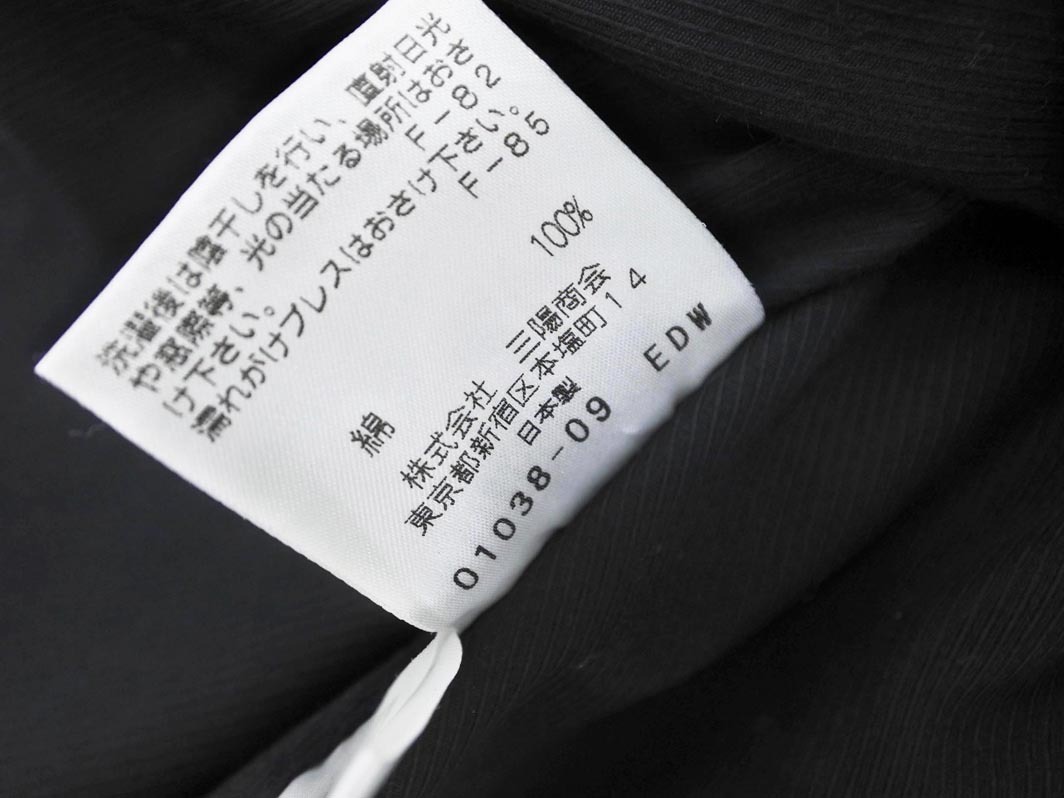 洗濯後は陰干しを行い、直射日光
や窓際等、光の当たる場所はおさ
け下さい。 F-82
濡れがけプレスはおさけ下さい。
F-85
綿 100%
株式会社 三陽商会
東京都新宿区本塩町14
日本製
01038-09 EDW